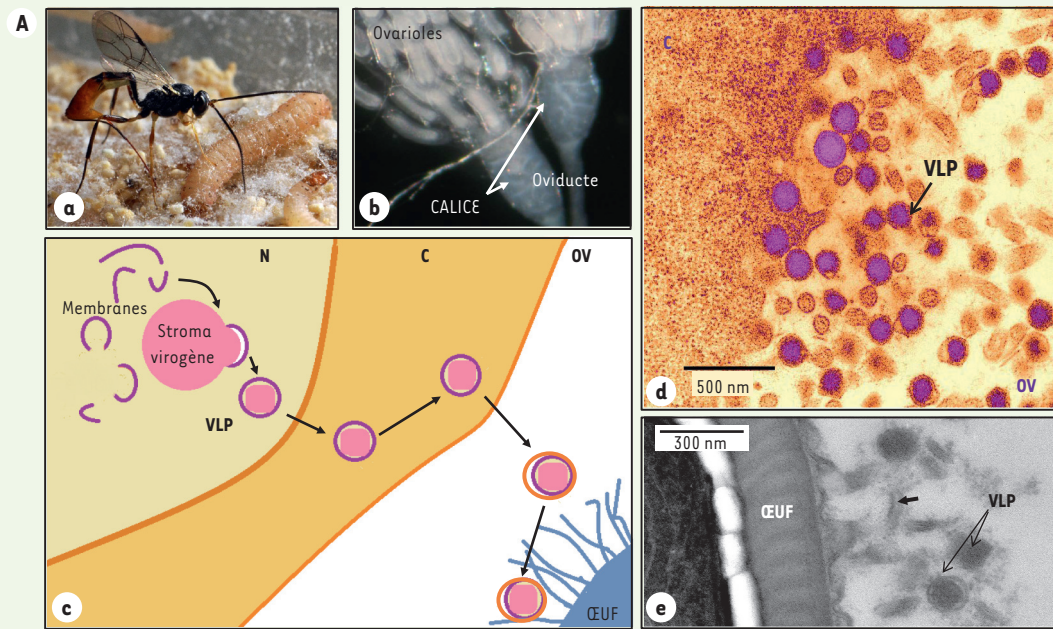 A
a
Ovarioles
Oviducte
CALICE
b
N
C
OV
Membranes
Stroma
virogène
VLP
ŒUF
c
C
VLP
500 nm
OV
d
300 nm
ŒUF
VLP
e